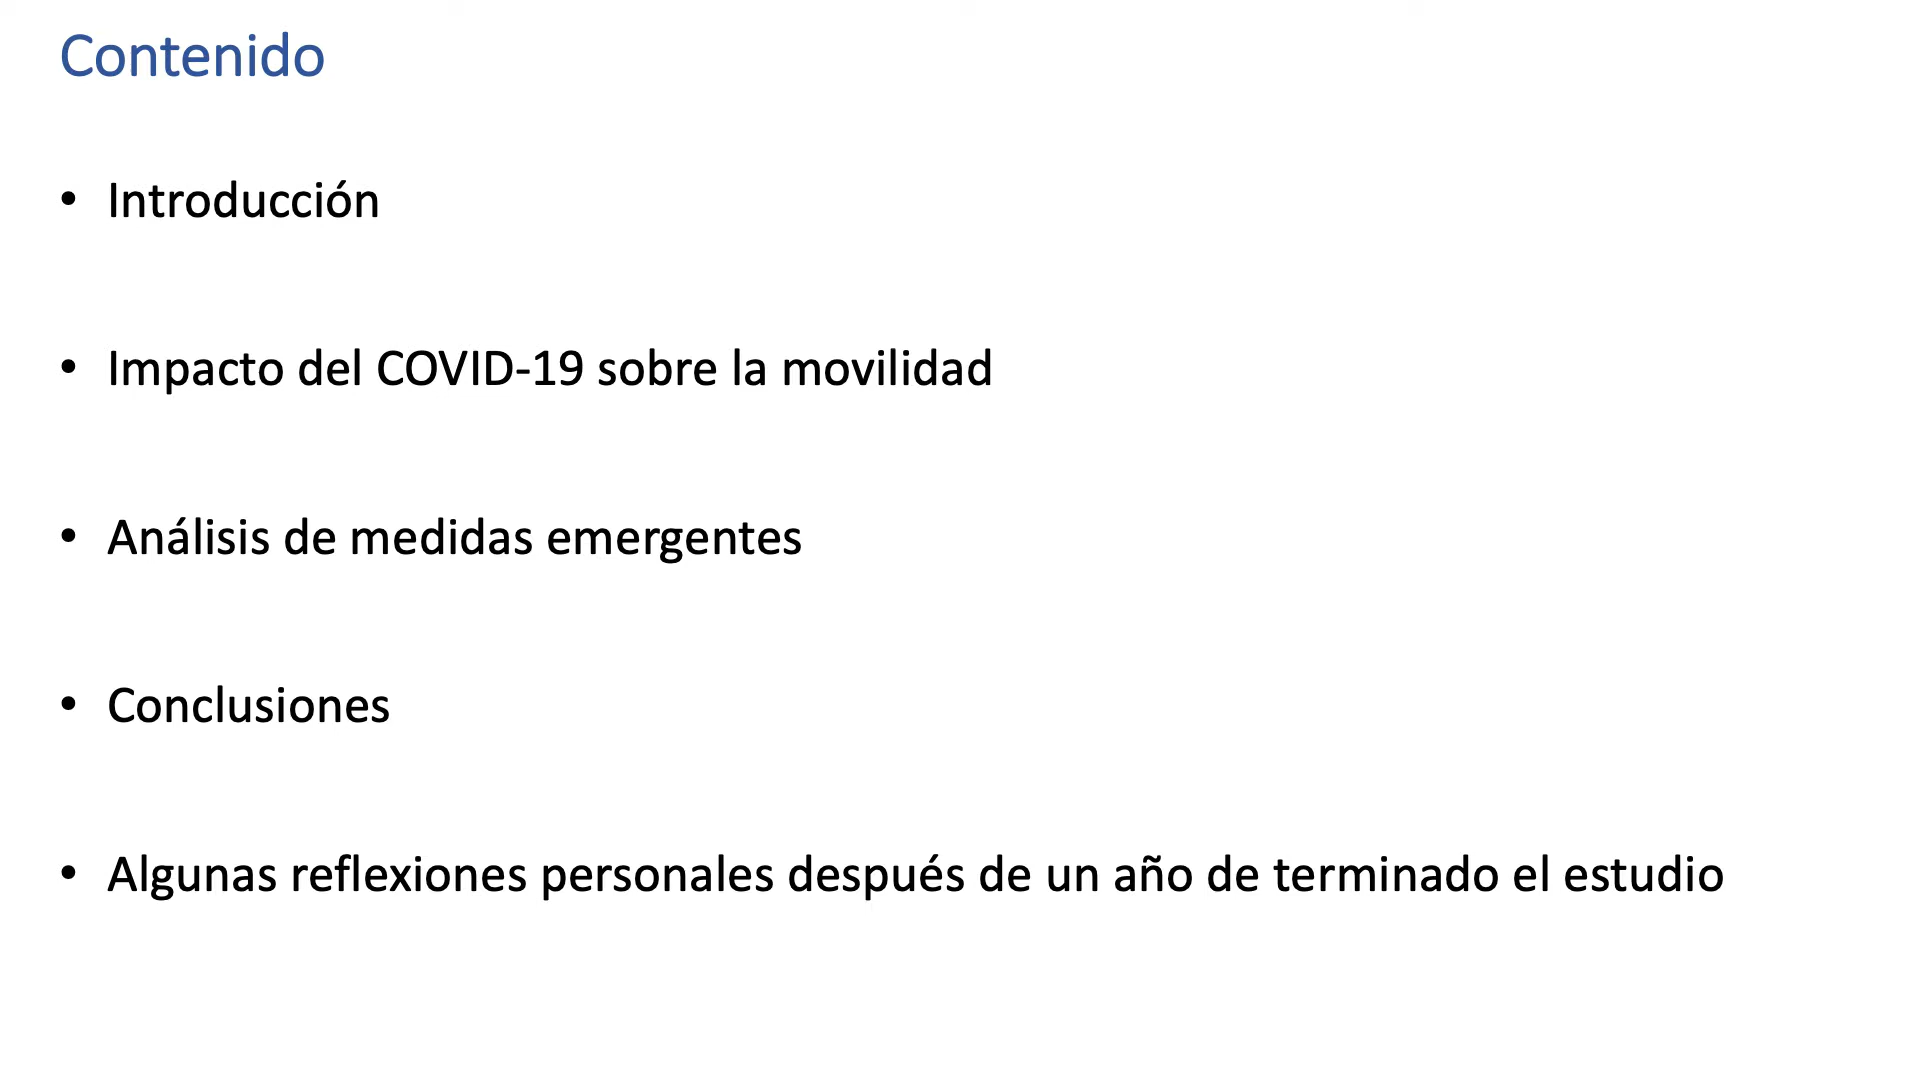 Contenido
• Introducción
• Impacto del COVID-19 sobre la movilidad
• Análisis de medidas emergentes
• Conclusiones
• Algunas reflexiones personales después de un año de terminado el estudio